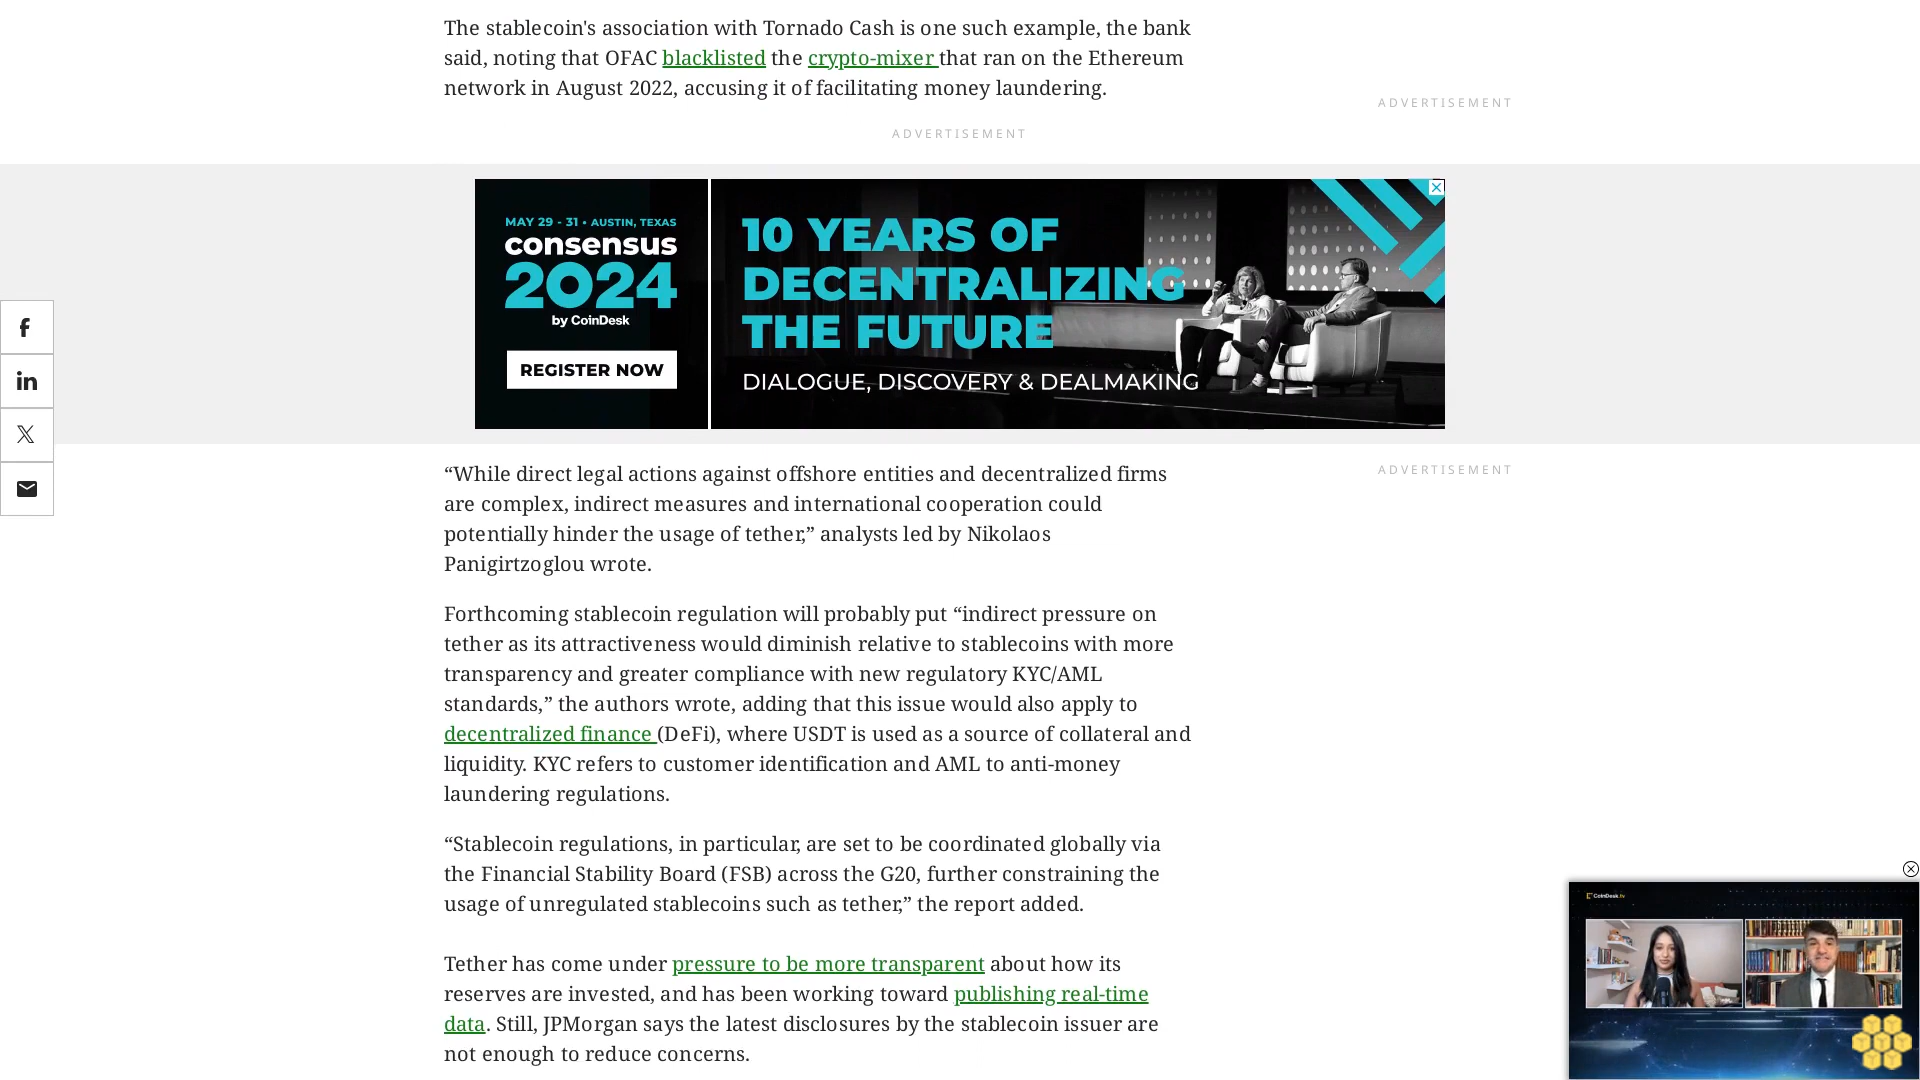 The stablecoin's association with Tornado Cash is one such example, the bank
said, noting that OFAC blacklisted the crypto-mixer that ran on the Ethereum
network in August 2022, accusing it of facilitating money laundering.
ADVERTISEMENT
ADVERTISEMENT
MAY 29 - 31 • AUSTIN, TEXAS
consensus
2024
by CoinDesk
REGISTER NOW
10 YEARS OF
DECENTRALIZING
THE FUTURE
DIALOGUE, DISCOVERY & DEALMAKING
“While direct legal actions against offshore entities and decentralized firms
are complex, indirect measures and international cooperation could
potentially hinder the usage of tether,” analysts led by Nikolaos
Panigirtzoglou wrote.
ADVERTISEMENT
Forthcoming stablecoin regulation will probably put “indirect pressure on
tether as its attractiveness would diminish relative to stablecoins with more
transparency and greater compliance with new regulatory KYC/AML
standards,” the authors wrote, adding that this issue would also apply to
decentralized finance (DeFi), where USDT is used as a source of collateral and
liquidity. KYC refers to customer identification and AML to anti-money
laundering regulations.
“Stablecoin regulations, in particular, are set to be coordinated globally via
the Financial Stability Board (FSB) across the G20, further constraining the
usage of unregulated stablecoins such as tether,” the report added.
Tether has come under pressure to be more transparent about how its
reserves are invested, and has been working toward publishing real-time
data. Still, JPMorgan says the latest disclosures by the stablecoin issuer are
not enough to reduce concerns.
CoinDesk.tv